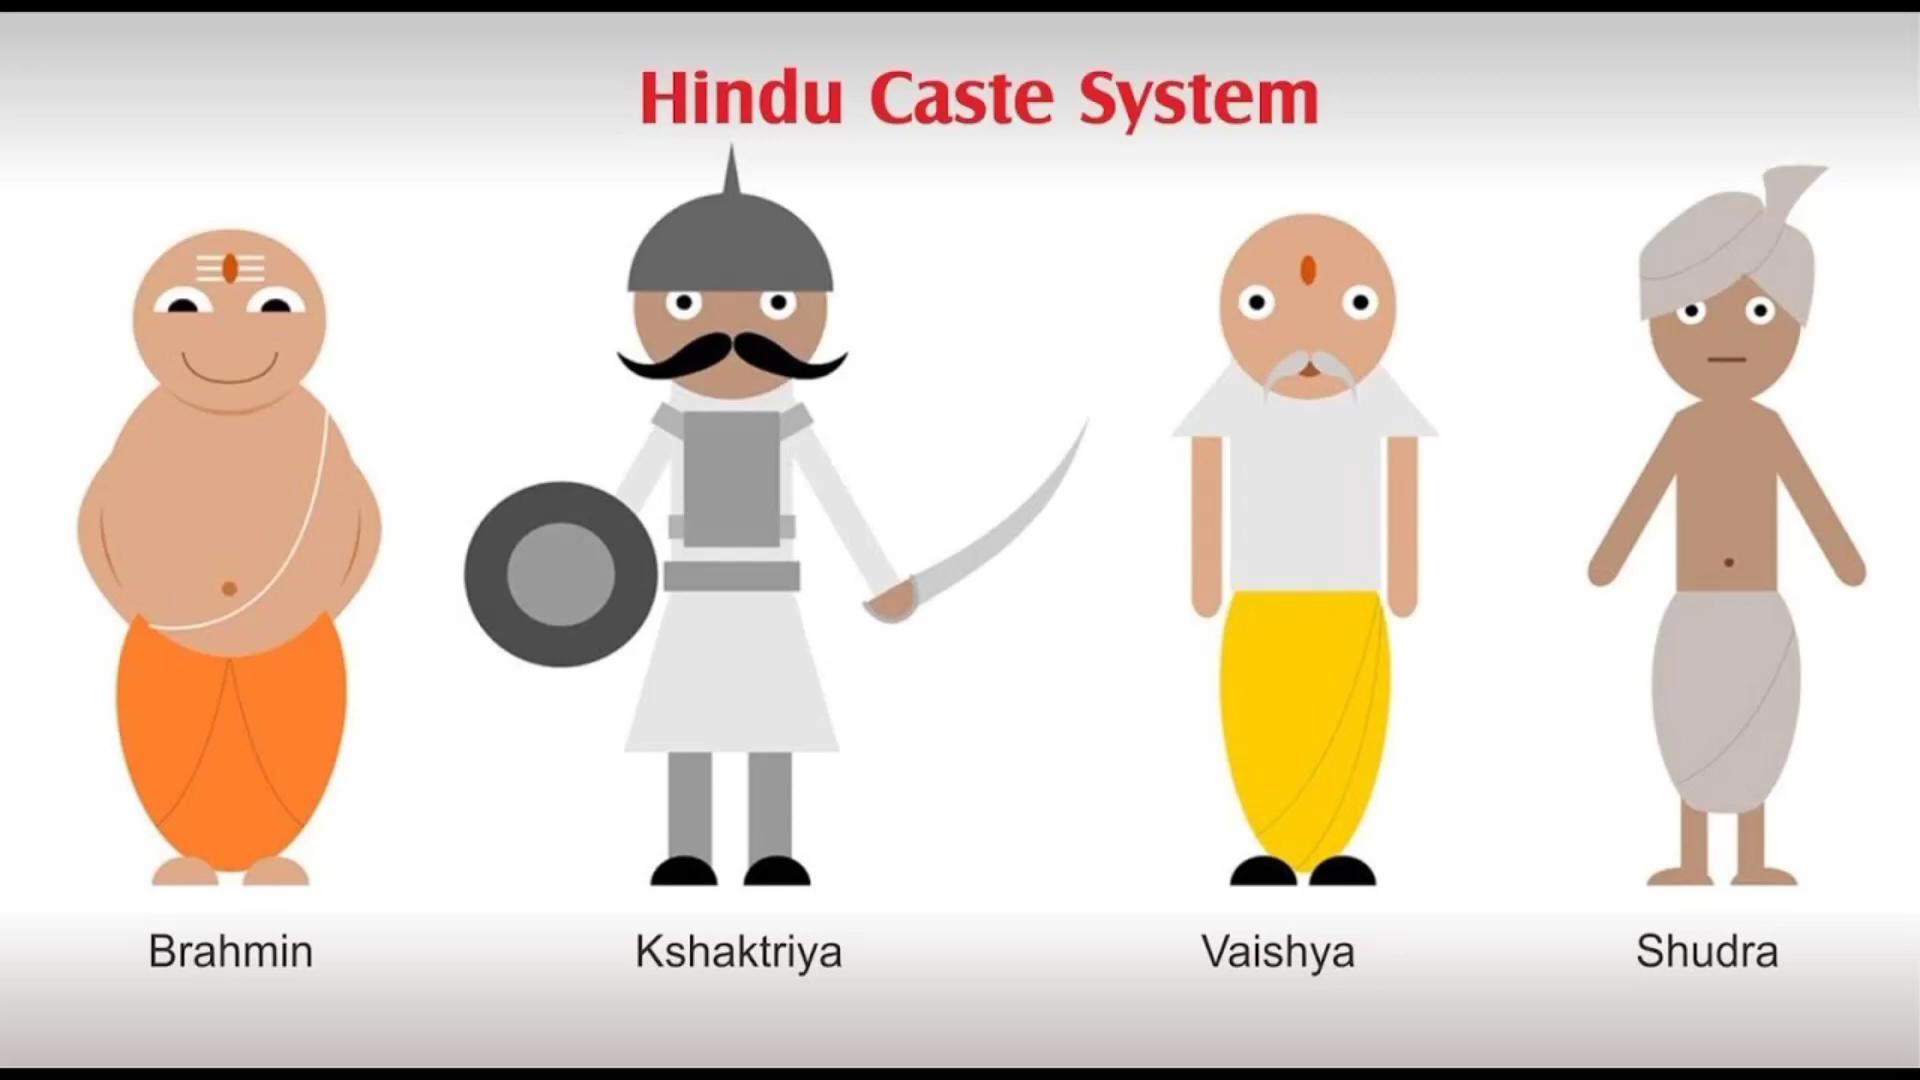 Hindu Caste System
Brahmin
Kshaktriya
Vaishya
Shudra